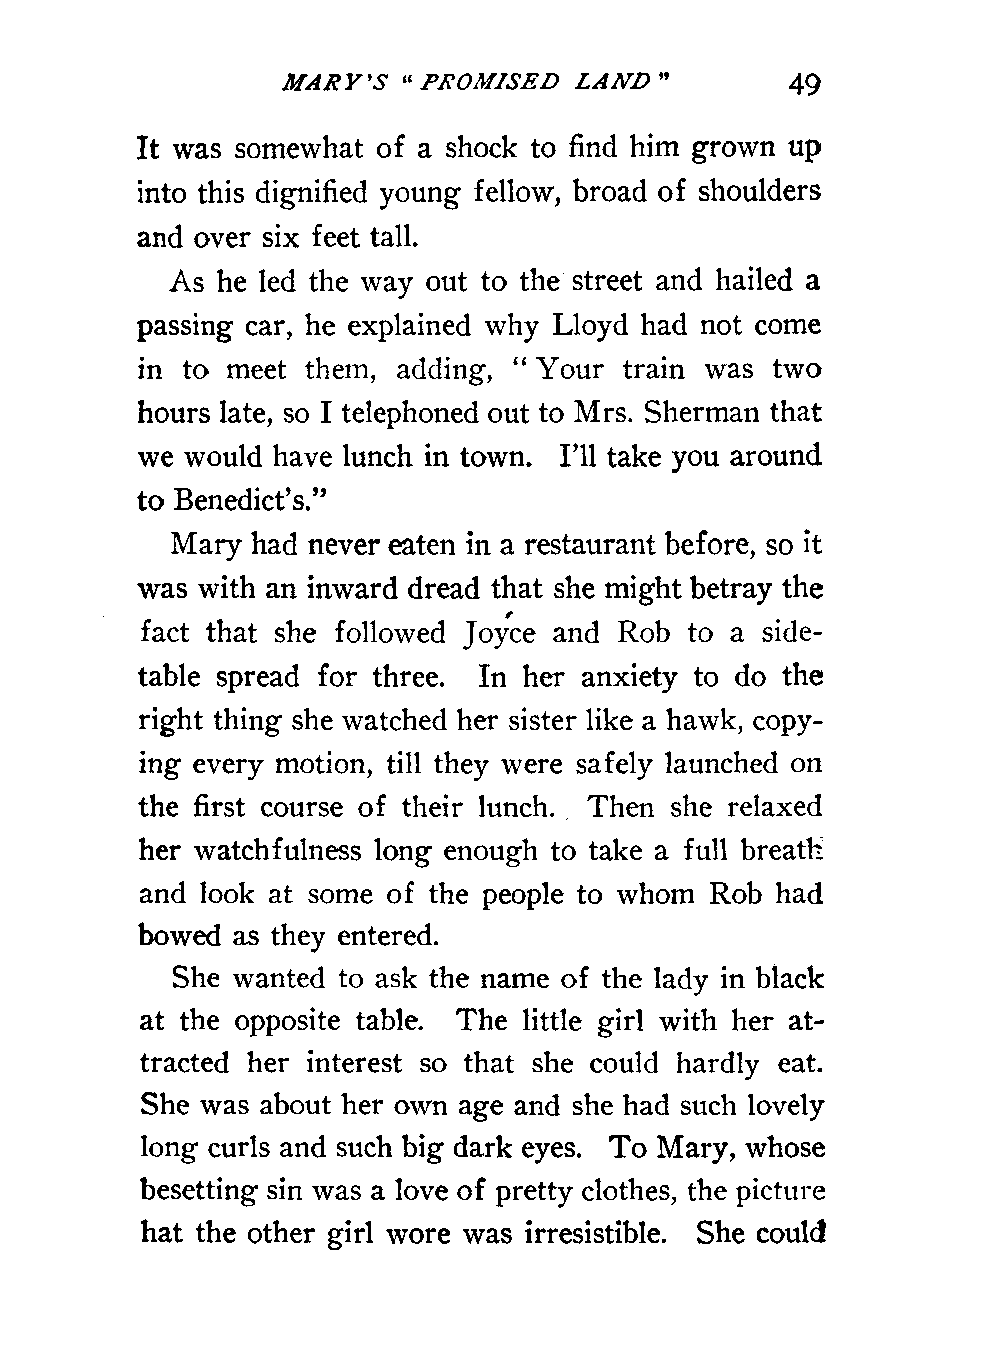 MARY'S “ PROMISED LAND ” 49
It was somewhat of a shock to find him grown up
into this dignified young fellow, broad of shoulders
and over six feet tall.
As he led the way out to the street and hailed a
passing car, he explained why Lloyd had not come
in to meet them, adding, “ Your train was two
hours late, so I telephoned out to Mrs. Sherman that
we would have lunch in town. I’ll take you around
to Benedict’s.”
Mary had never eaten in a restaurant before, so it
was with an inward dread that she might betray the
fact that she followed Joyce and Rob to a side-
table spread for three. In her anxiety to do the
right thing she watched her sister like a hawk, copy-
ing every motion, till they were safely launched on
the first course of their lunch. Then she relaxed
her watchfulness long enough to take a full breath
and look at some of the people to whom Rob had
bowed as they entered.
She wanted to ask the name of the lady in black
at the opposite table. The little girl with her at-
tracted her interest so that she could hardly eat.
She was about her own age and she had such lovely
long curls and such big dark eyes. To Mary, whose
besetting sin was a love of pretty clothes, the picture
hat the other girl wore was irresistible. She could